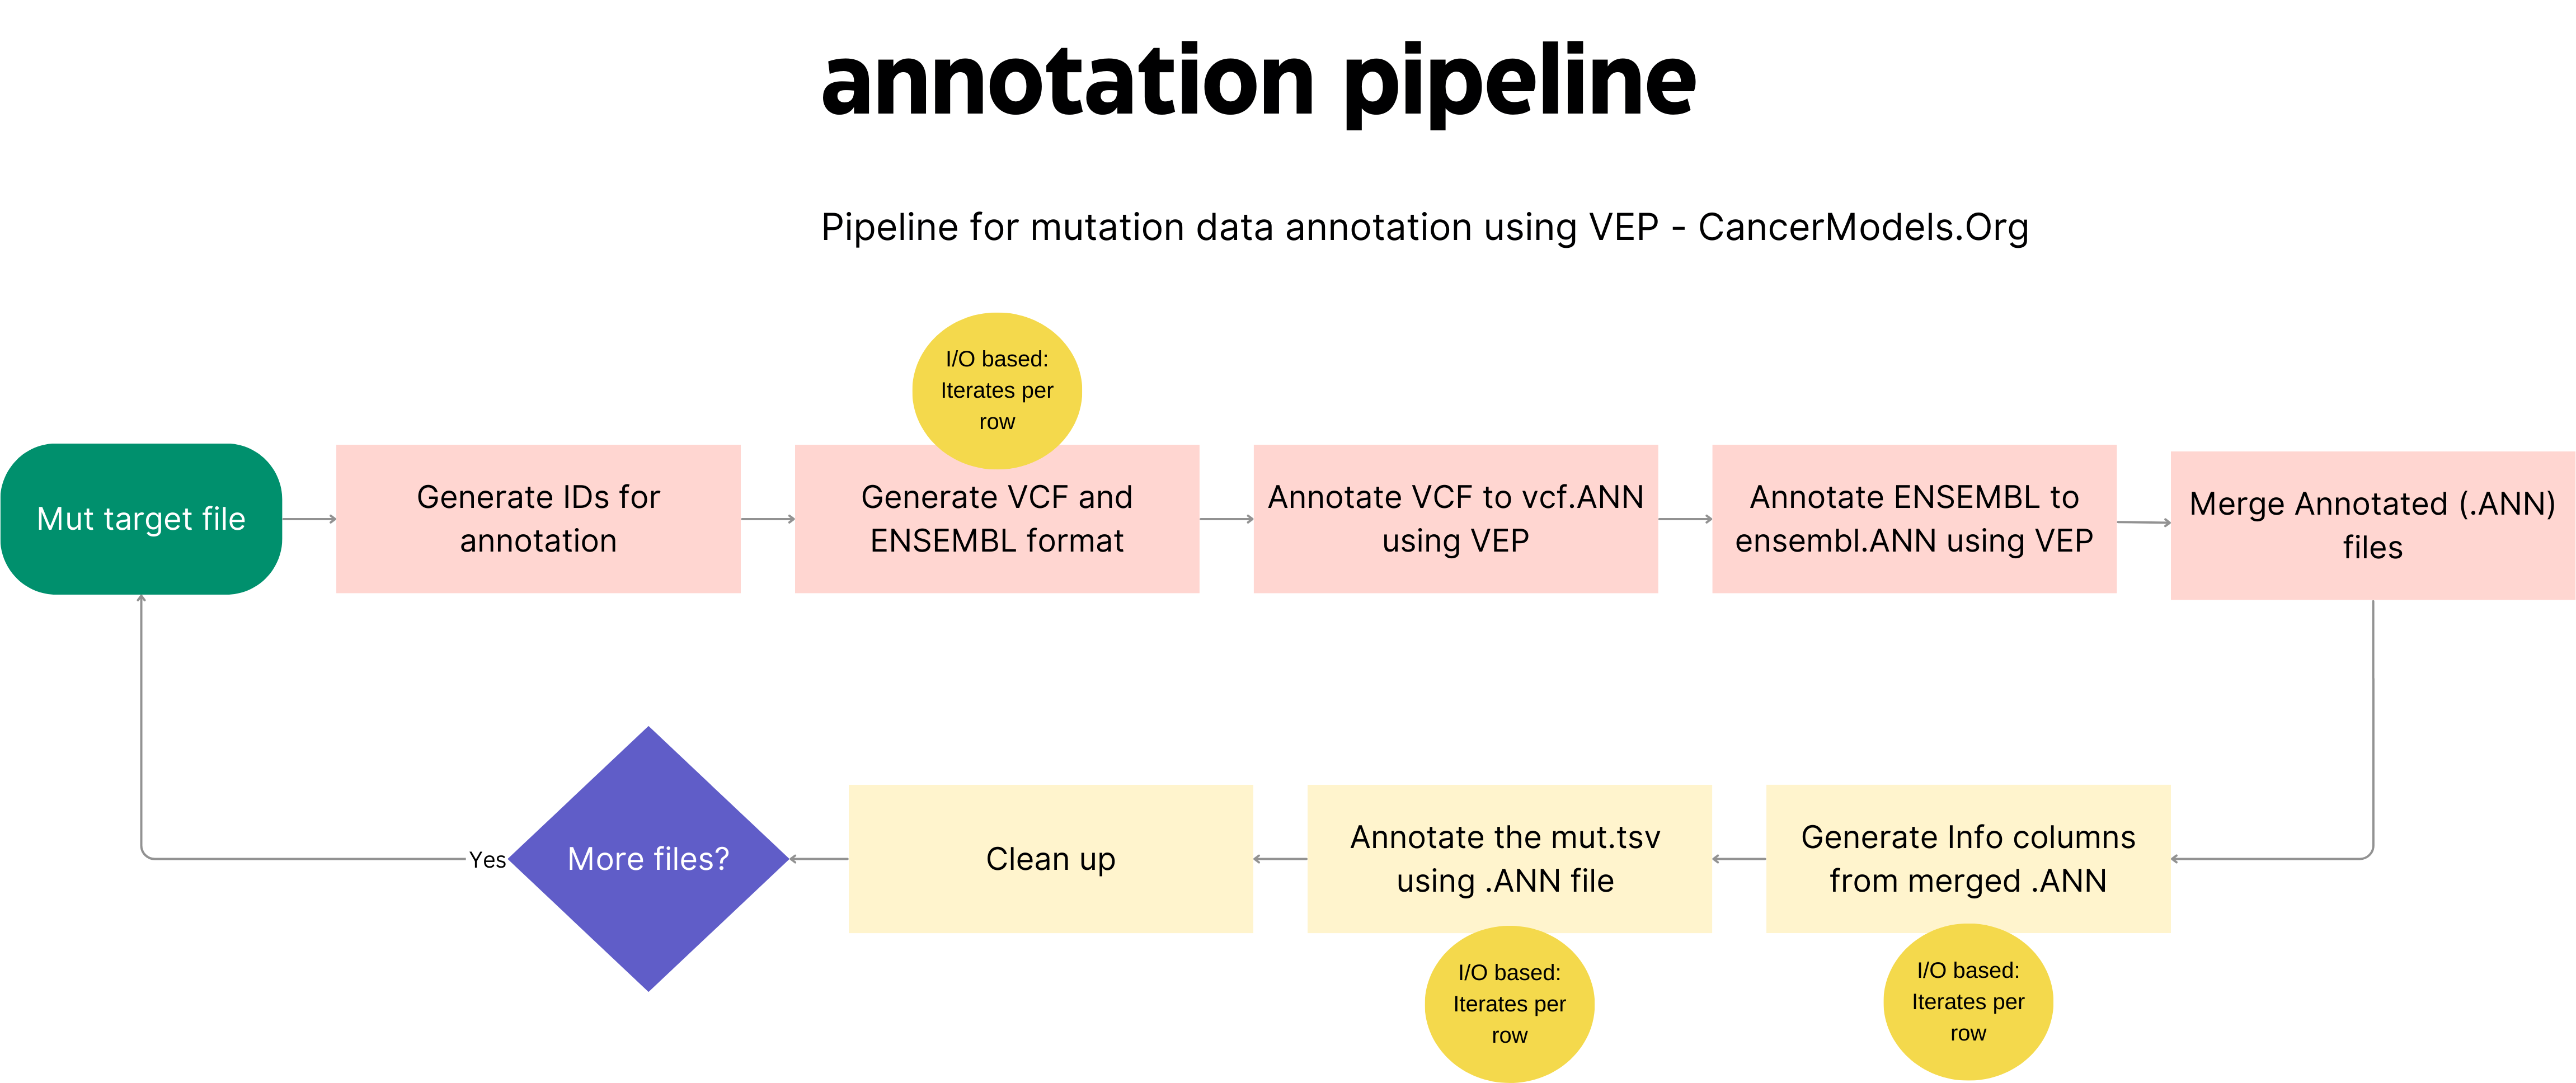 annotation pipeline
Pipeline for mutation data annotation using VEP - CancerModels.Org
I/O based:
Iterates per
row
Mut target file
Generate IDs for
annotation
Generate VCF and
ENSEMBL format
Annotate VCF to vcf.ANN
using VEP
Annotate ENSEMBL to
ensembl.ANN using VEP
Merge Annotated (.ANN)
files
Generate Info columns
from merged .ANN
I/O based:
Iterates per
row
Annotate the mut.tsv
using .ANN file
I/O based:
Iterates per
row
Clean up
More files?
Yes